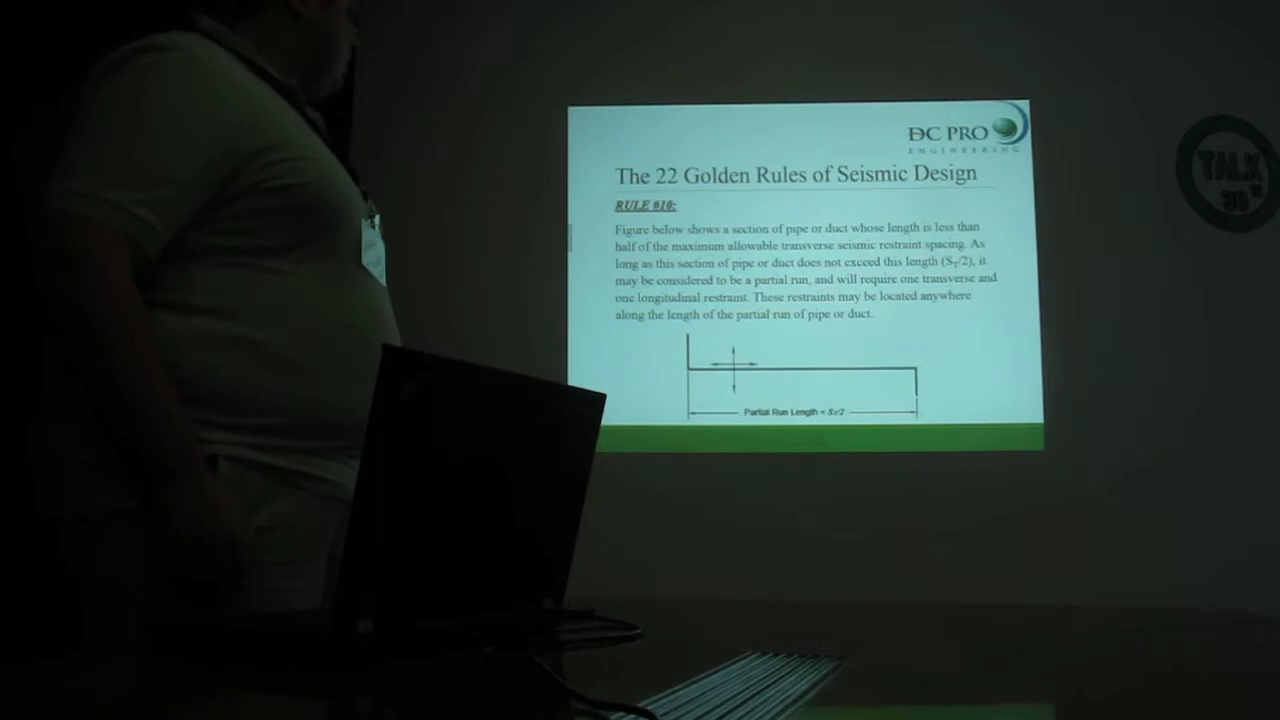 DC PRO
ENGINEERING
The 22 Golden Rules of Seismic Design
RULE #10:
Figure below shows a section of pipe or duct whose length is less than
half of the maximum allowable transverse seismic restraint spacing. As
long as this section of pipe or duct does not exceed this length (ST/2), it
may be considered to be a partial run, and will require one transverse and
one longitudinal restraint. These restraints may be located anywhere
along the length of the partial run of pipe or duct.
Partial Run Length < ST/2
TALK
30